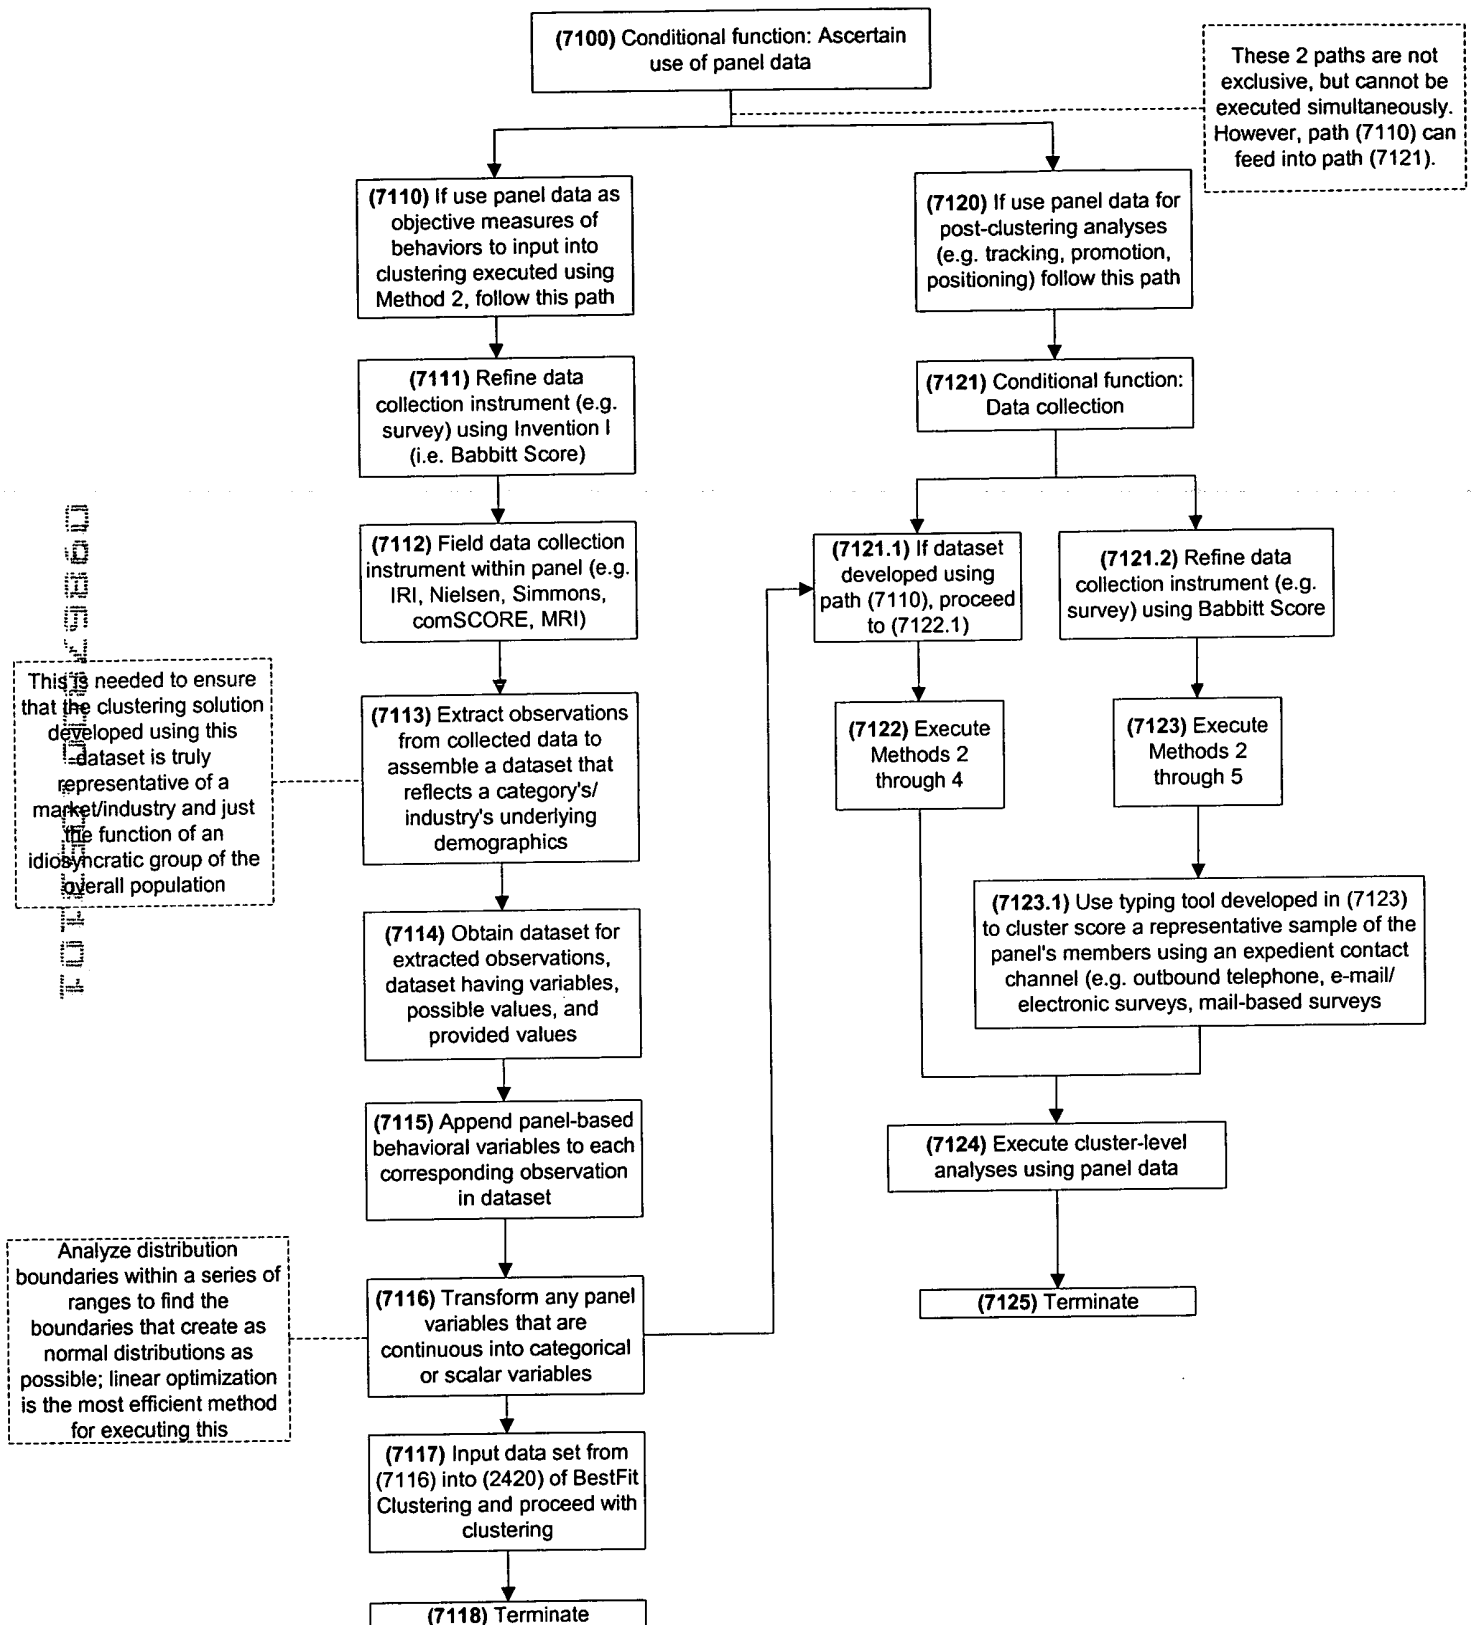 (7100) Conditional function: Ascertain
use of panel data
These 2 paths are not
exclusive, but cannot be
executed simultaneously.
However, path (7110) can
feed into path (7121).
(7110) If use panel data as
objective measures of
behaviors to input into
clustering executed using
Method 2, follow this path
(7120) If use panel data for
post-clustering analyses
(e.g. tracking, promotion,
positioning) follow this path
(7111) Refine data
collection instrument (e.g.
survey) using Invention I
(i.e. Babbitt Score)
(7121) Conditional function:
Data collection
(7112) Field data collection
instrument within panel (e.g.
IRI, Nielsen, Simmons,
comSCORE, MRI)
(7121.1) If dataset
developed using
path (7110), proceed
to (7122.1)
(7121.2) Refine data
collection instrument (e.g.
survey) using Babbitt Score
This is needed to ensure
that the clustering solution
developed using this
dataset is truly
representative of a
market/industry and just
the function of an
idiosyncratic group of the
overall population
(7113) Extract observations
from collected data to
assemble a dataset that
reflects a category's/
industry's underlying
demographics
(7122) Execute
Methods 2
through 4
(7123) Execute
Methods 2
through 5
(7114) Obtain dataset for
extracted observations,
dataset having variables,
possible values, and
provided values
(7123.1) Use typing tool developed in (7123)
to cluster score a representative sample of the
panel's members using an expedient contact
channel (e.g. outbound telephone, e-mail/
electronic surveys, mail-based surveys
(7115) Append panel-based
behavioral variables to each
corresponding observation
in dataset
(7124) Execute cluster-level
analyses using panel data
Analyze distribution
boundaries within a series of
ranges to find the
boundaries that create as
normal distributions as
possible; linear optimization
is the most efficient method
for executing this
(7116) Transform any panel
variables that are
continuous into categorical
or scalar variables
(7125) Terminate
(7117) Input data set from
(7116) into (2420) of BestFit
Clustering and proceed with
clustering
(7118) Terminate